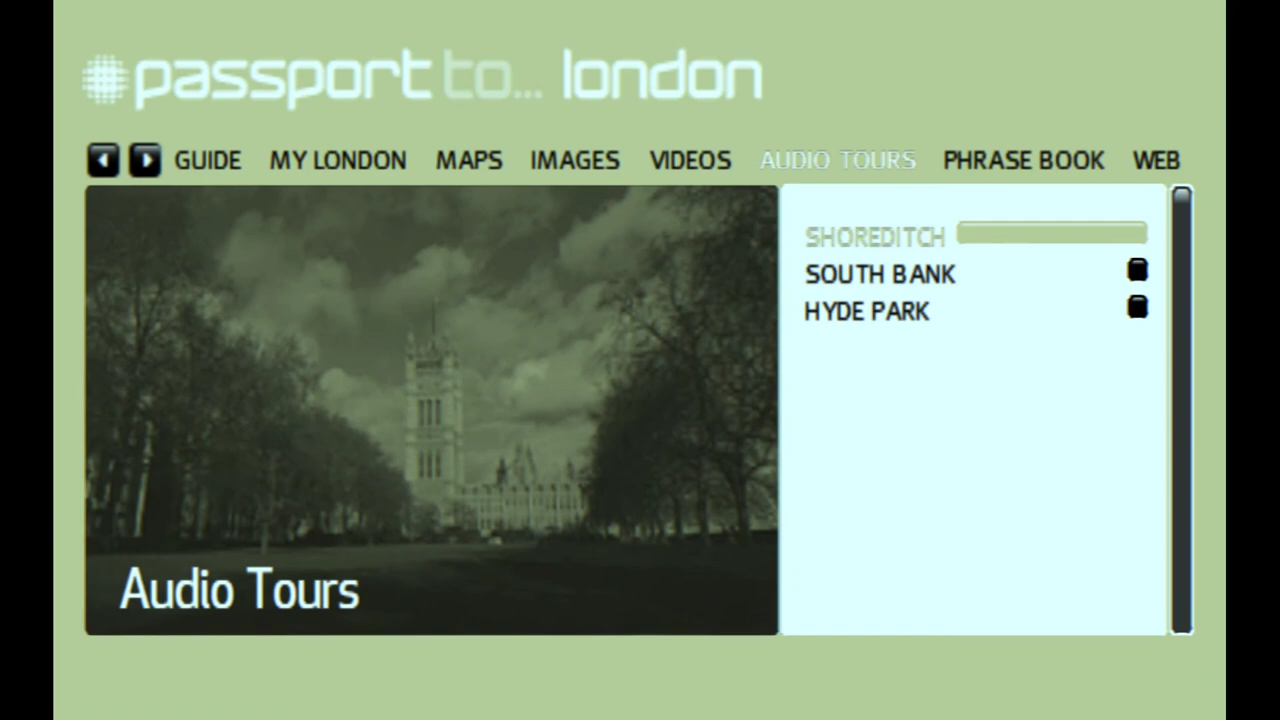 passport to... london
GUIDE MY LONDON MAPS IMAGES VIDEOS AUDIO TOURS PHRASE BOOK WEB
SHOREDITCH
SOUTH BANK
HYDE PARK
Audio Tours